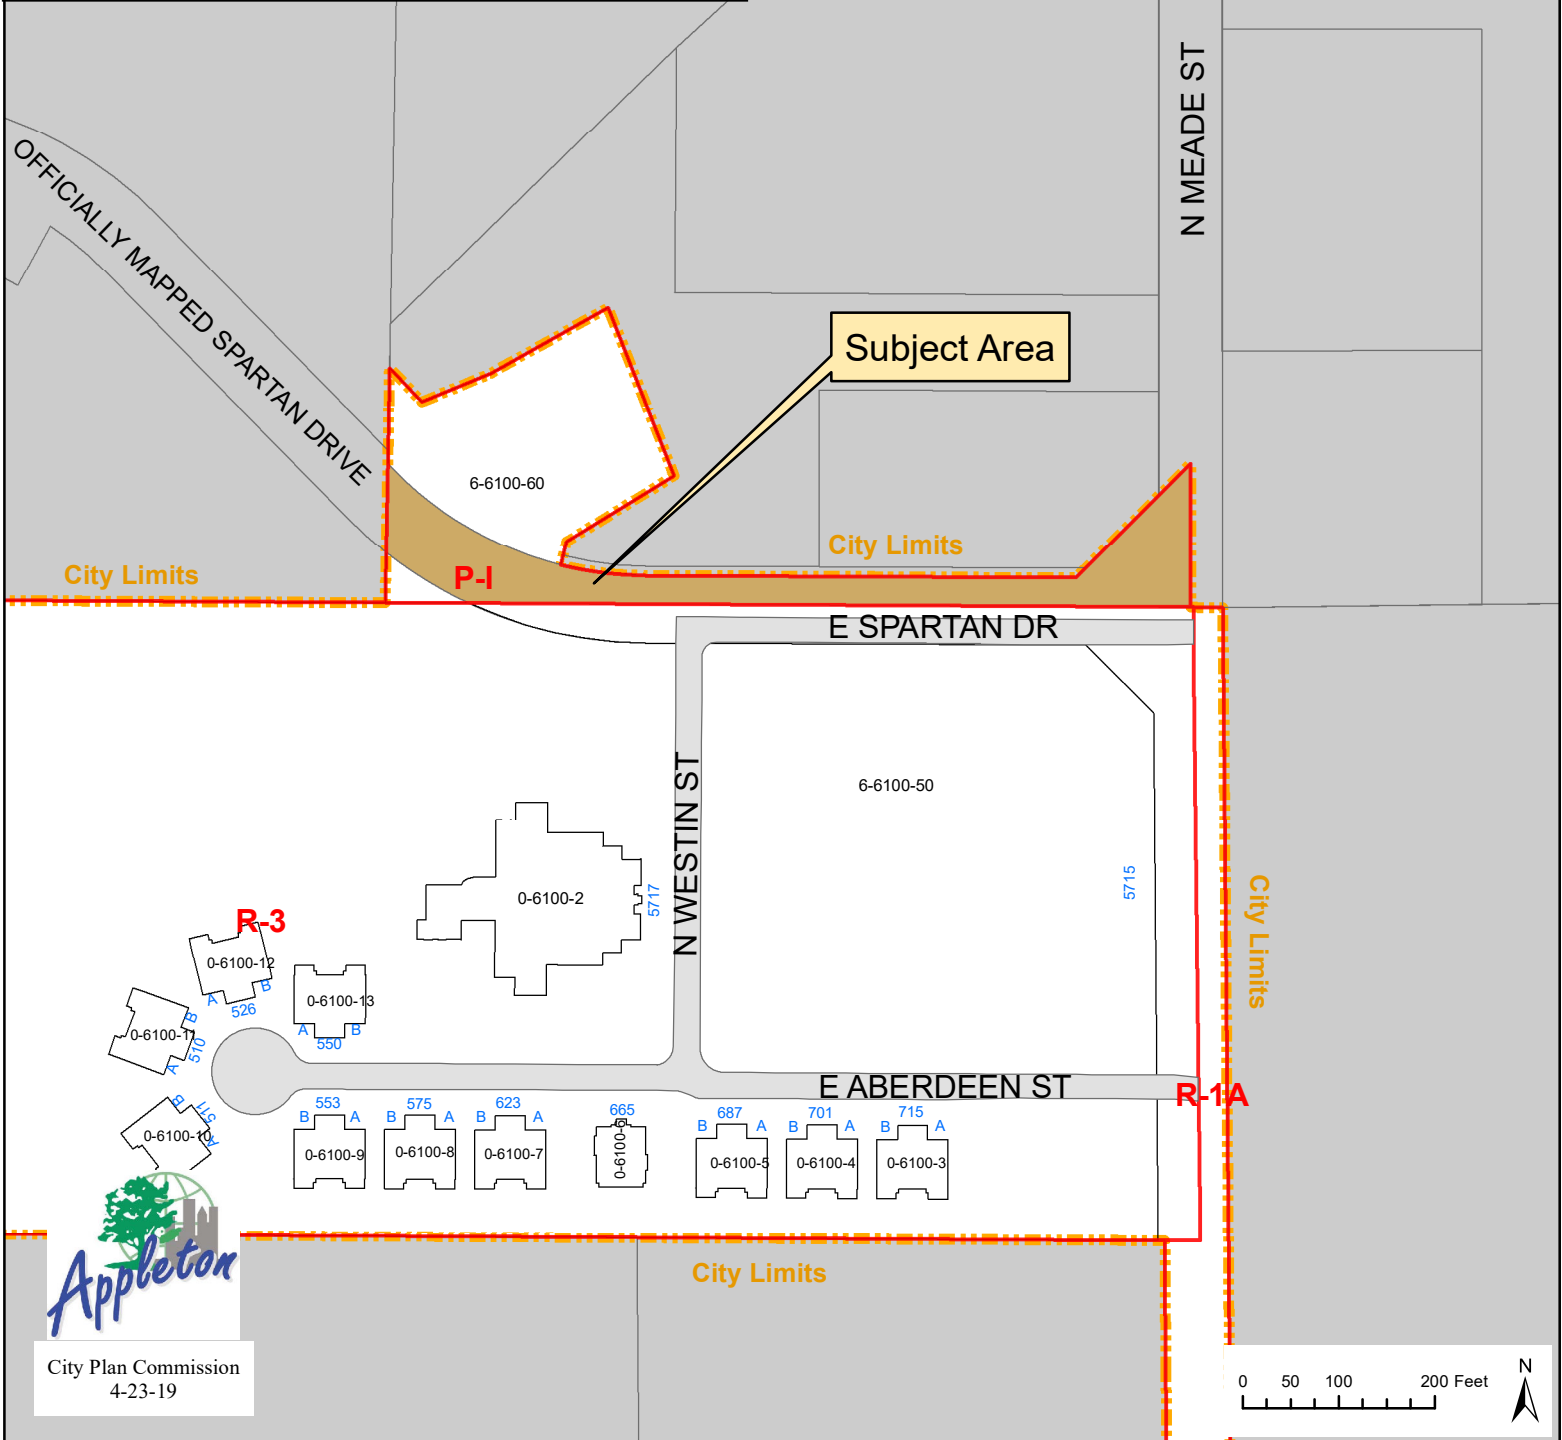 N MEADE ST
OFFICIALLY MAPPED SPARTAN DRIVE
Subject Area
6-6100-60
City Limits
City Limits
P-I
E SPARTAN DR
N WESTIN ST
6-6100-50
5715
City Limits
0-6100-2
5717
R-3
0-6100-12
A
B
526
0-6100-13
A
B
550
0-6100-11
B
A
510
E ABERDEEN ST
R-1A
0-6100-10
B
A
511
553
B A
0-6100-9
575
B A
0-6100-8
623
B A
0-6100-7
665
0-6100-6
687
B A
0-6100-5
701
B A
0-6100-4
715
B A
0-6100-3
Appleton
City Limits
City Plan Commission
4-23-19
0 50 100 200 Feet
N